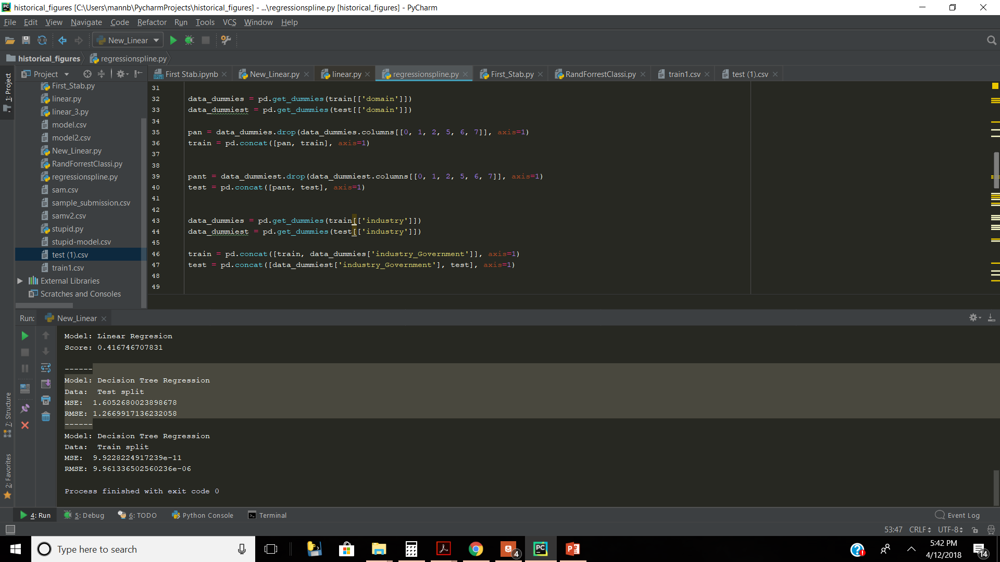 historical_figures [C:\Users\mannb\PycharmProjects\historical_figures] - ...\regressionspline.py [historical_figures] - PyCharm
File Edit View Navigate Code Refactor Run Tools VCS Window Help
New_Linear
historical_figures regressionspline.py
1: Project
Project
First Stab.ipynb New_Linear.py linear.py regressionspline.py First_Stab.py RandForrestClassi.py train1.csv test (1).csv
First_Stab.py
linear.py
linear_3.py
model.csv
model2.csv
New_Linear.py
RandForrestClassi.py
regressionspline.py
sam.csv
sample_submission.csv
samv2.csv
stupid.py
stupid-model.csv
test (1).csv
train1.csv
External Libraries
Scratches and Consoles
31
32 data_dummies = pd.get_dummies(train[['domain']])
33 data_dummiest = pd.get_dummies(test[['domain']])
34
35 pan = data_dummies.drop(data_dummies.columns[[0, 1, 2, 5, 6, 7]], axis=1)
36 train = pd.concat([pan, train], axis=1)
37
38
39 pant = data_dummiest.drop(data_dummiest.columns[[0, 1, 2, 5, 6, 7]], axis=1)
40 test = pd.concat([pant, test], axis=1)
41
42
43 data_dummies = pd.get_dummies(train[['industry']])
44 data_dummiest = pd.get_dummies(test[['industry']])
45
46 train = pd.concat([train, data_dummies['industry_Government']], axis=1)
47 test = pd.concat([data_dummiest['industry_Government'], test], axis=1)
48
49
Run: New_Linear
Model: Linear Regresion
Score: 0.416746707831
------
Model: Decision Tree Regression
Data: Test split
MSE: 1.6052680023898678
RMSE: 1.2669917136232058
------
Model: Decision Tree Regression
Data: Train split
MSE: 9.9228224917239e-11
RMSE: 9.961336502560236e-06
Process finished with exit code 0
7: Structure
2: Favorites
4: Run 5: Debug 6: TODO Python Console Terminal Event Log
53:47 CRLF UTF-8
Type here to search
4
PC
5:42 PM
4/12/2018
14